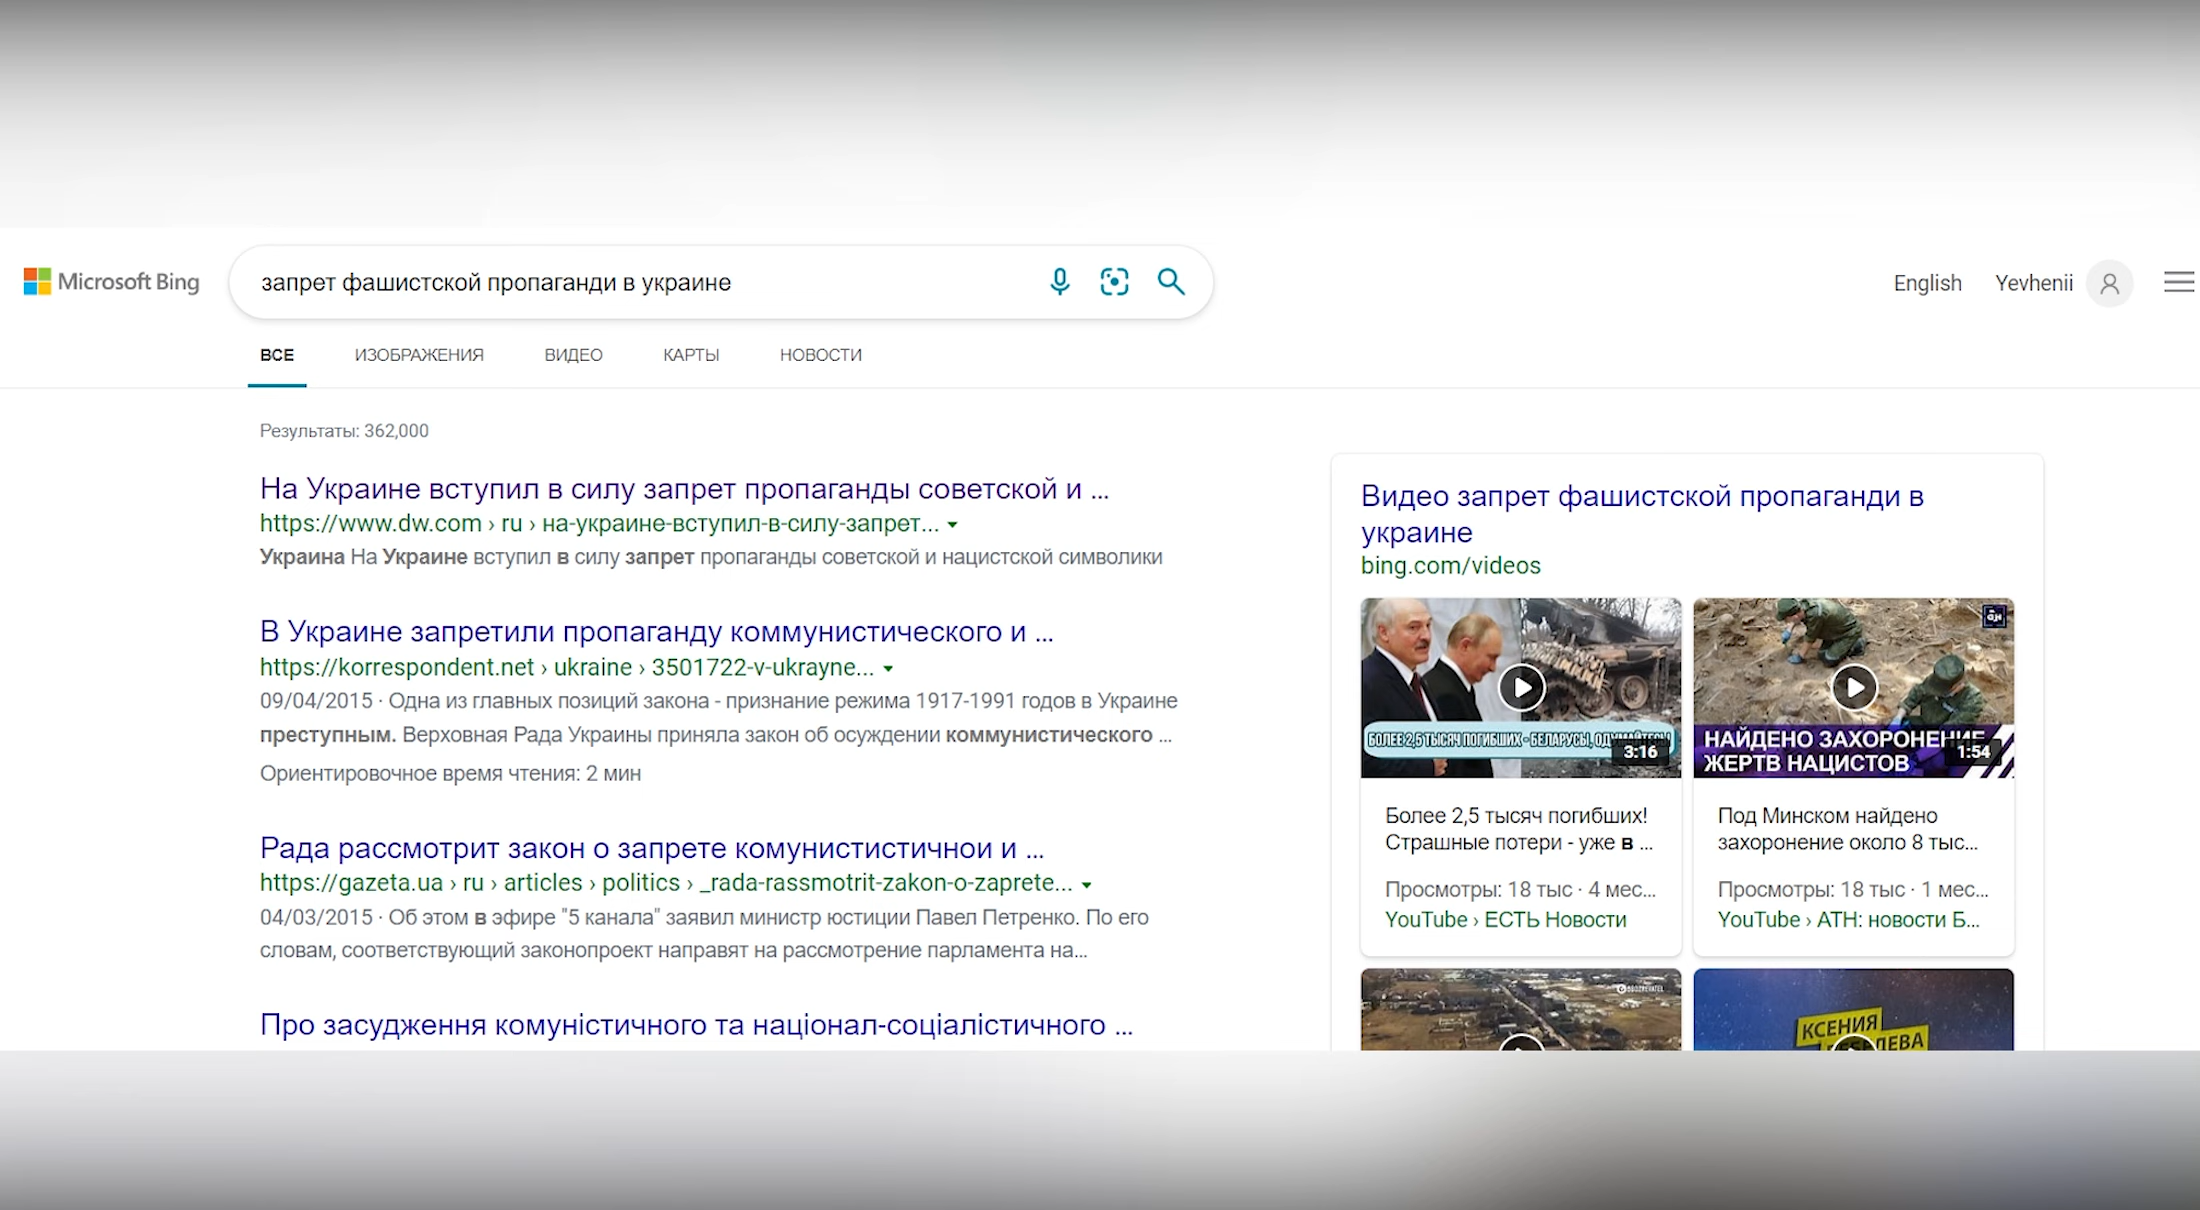 Microsoft Bing
запрет фашистской пропаганди в украине
English
Yevhenii
ВСЕ
ИЗОБРАЖЕНИЯ
ВИДЕО
КАРТЫ
НОВОСТИ
Результаты: 362,000
На Украине вступил в силу запрет пропаганды советской и ...
https://www.dw.com › ru › на-украине-вступил-в-силу-запрет...
Украина На Украине вступил в силу запрет пропаганды советской и нацистской символики
В Украине запретили пропаганду коммунистического и ...
https://korrespondent.net › ukraine › 3501722-v-ukrayne...
09/04/2015 · Одна из главных позиций закона - признание режима 1917-1991 годов в Украине
преступным. Верховная Рада Украины приняла закон об осуждении коммунистического ...
Ориентировочное время чтения: 2 мин
Рада рассмотрит закон о запрете комунистистичнои и ...
https://gazeta.ua › ru › articles › politics › _rada-rassmotrit-zakon-o-zaprete...
04/03/2015 · Об этом в эфире "5 канала" заявил министр юстиции Павел Петренко. По его
словам, соответствующий законопроект направят на рассмотрение парламента на...
Про засудження комуністичного та націонал-соціалістичного ...
Видео запрет фашистской пропаганди в
украине
bing.com/videos
БОЛЕЕ 2,5 ТЫСЯЧ ПОГИБШИХ - БЕЛАРУСЫ,
3:16
Более 2,5 тысяч погибших!
Страшные потери - уже в ...
Просмотры: 18 тыс · 4 мес...
YouTube › ЕСТЬ Новости
НАЙДЕНО ЗАХОРОНЕНИЕ
ЖЕРТВ НАЦИСТОВ
1:54
Под Минском найдено
захоронение около 8 тыс...
Просмотры: 18 тыс · 1 мес...
YouTube › АТН: новости Б...
КСЕНИЯ